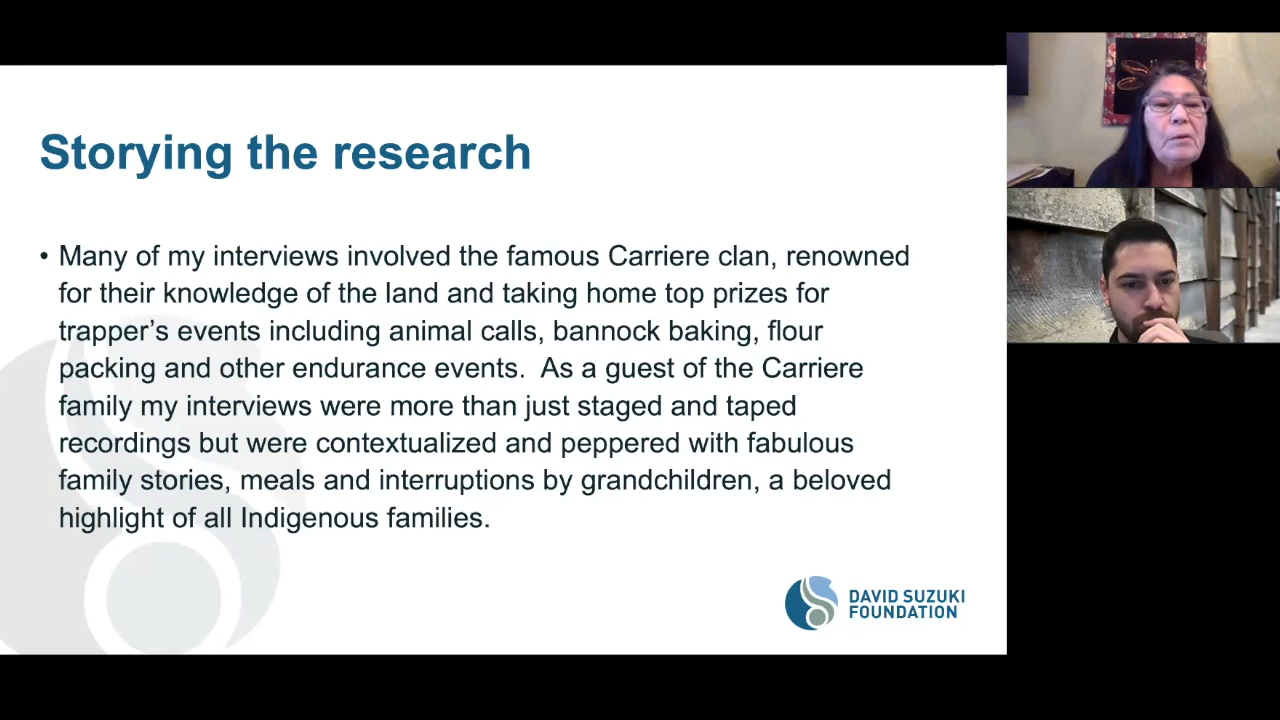 Storying the research
• Many of my interviews involved the famous Carriere clan, renowned
for their knowledge of the land and taking home top prizes for
trapper's events including animal calls, bannock baking, flour
packing and other endurance events.  As a guest of the Carriere
family my interviews were more than just staged and taped
recordings but were contextualized and peppered with fabulous
family stories, meals and interruptions by grandchildren, a beloved
highlight of all Indigenous families.
DAVID SUZUKI
FOUNDATION